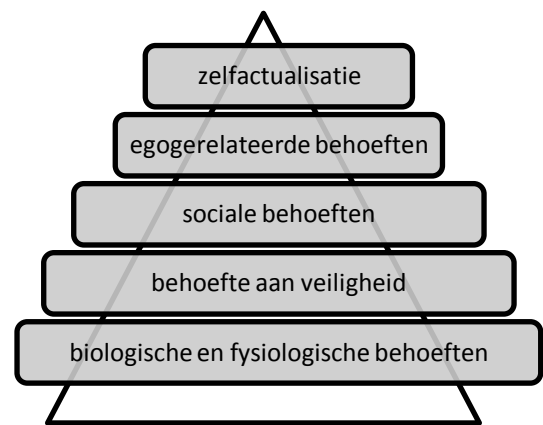 zelfactualisatie
egogerelateerde behoeften
sociale behoeften
behoefte aan veiligheid
biologische en fysiologische behoeften